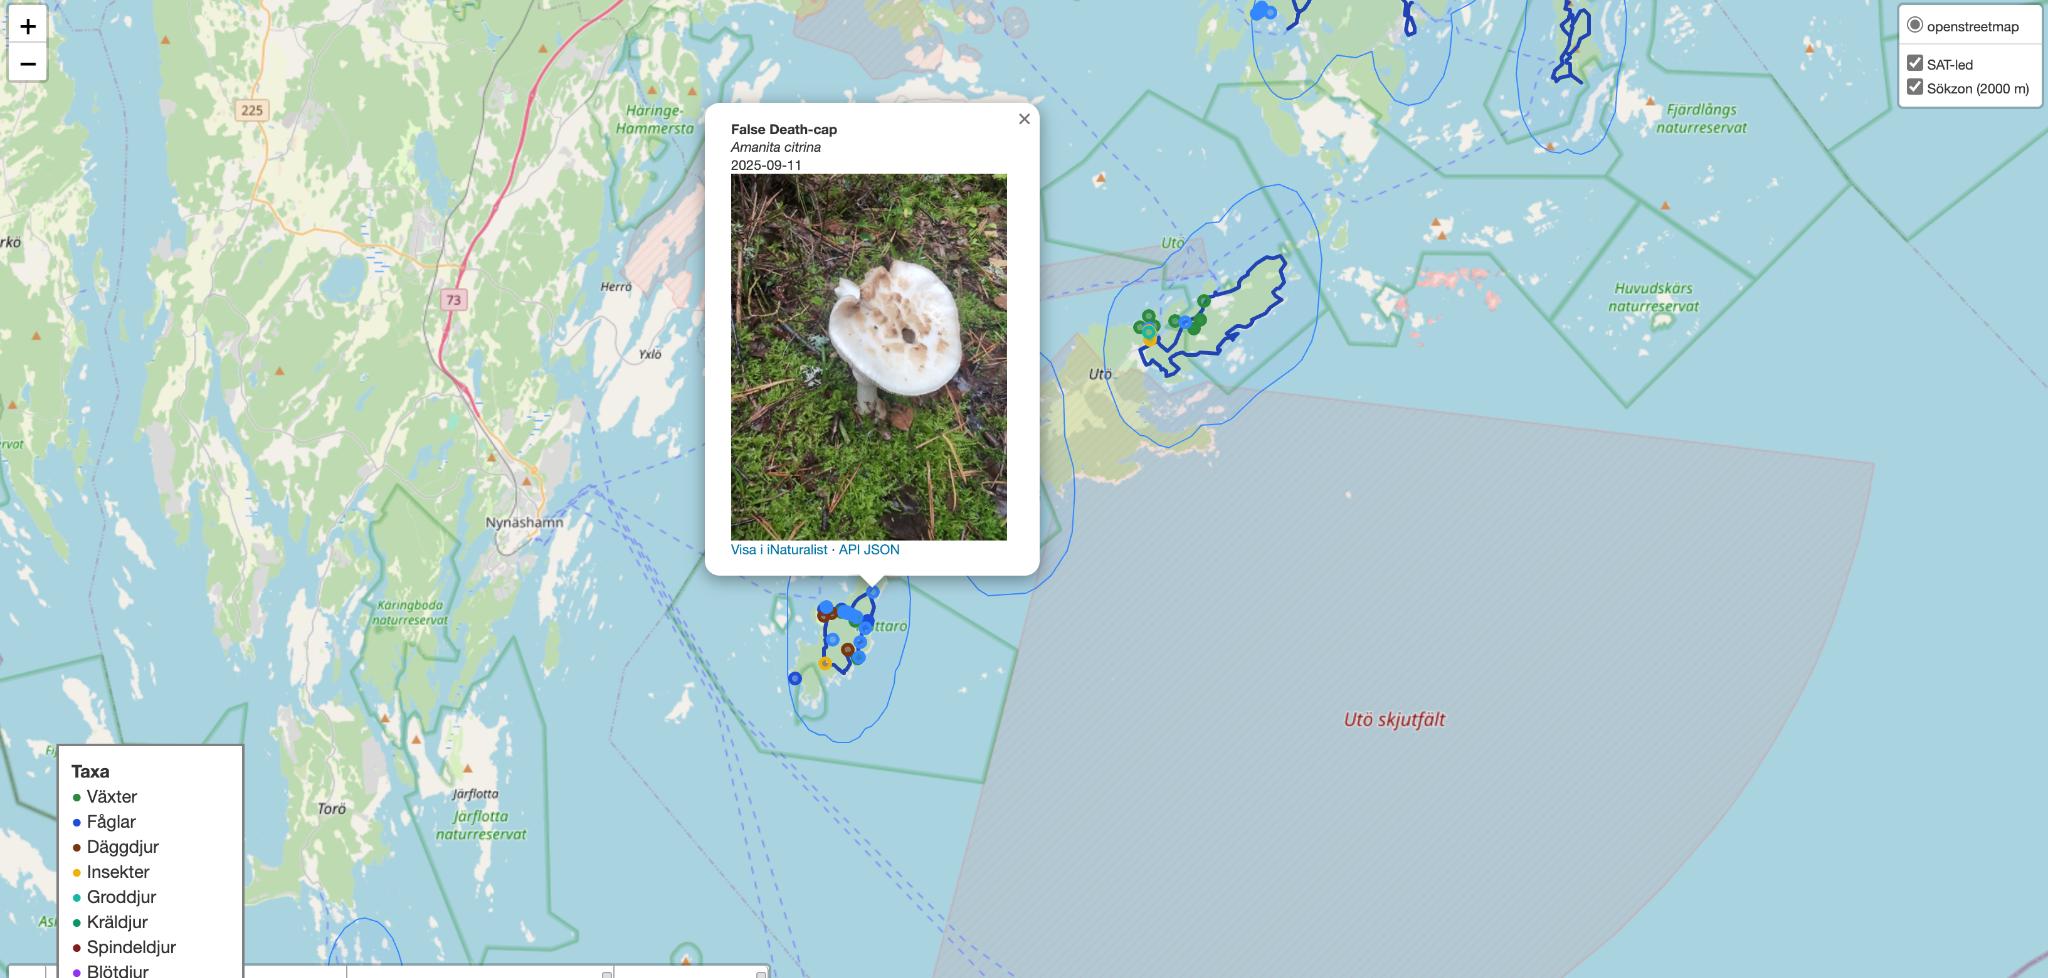 +
−
openstreetmap
SAT-led
Sökzon (2000 m)
225
Häringe-
Hammersta
Fjärdlångs
naturreservat
False Death-cap
Amanita citrina
2025-09-11
Visa i iNaturalist · API JSON
rkö
Utö
Herrö
73
Huvudskärs
naturreservat
Yxlö
Utö
rvat
Nynäshamn
Käringboda
naturreservat
ttarö
Utö skjutfält
Järflotta
Torö
Järflotta
naturreservat
Taxa
Växter
Fåglar
Däggdjur
Insekter
Groddjur
Kräldjur
Spindeldjur
Blötdjur